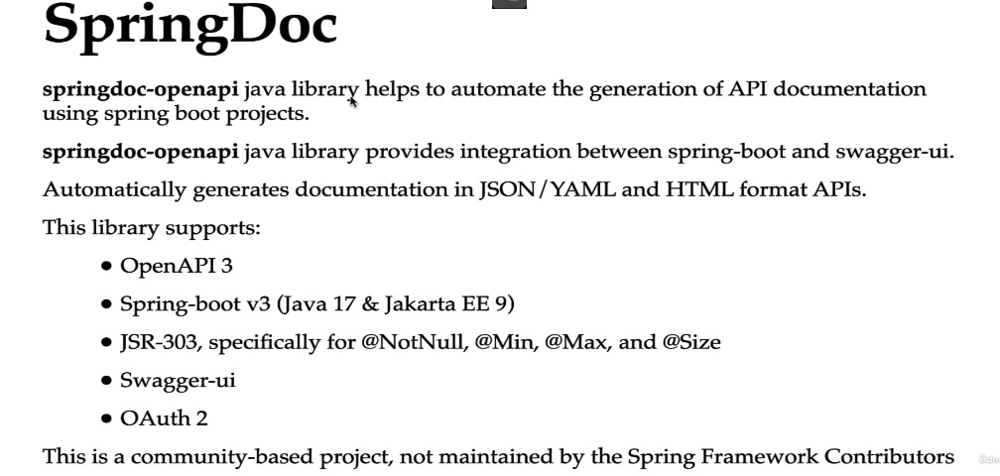 SpringDoc
springdoc-openapi java library helps to automate the generation of API documentation
using spring boot projects.
springdoc-openapi java library provides integration between spring-boot and swagger-ui.
Automatically generates documentation in JSON/YAML and HTML format APIs.
This library supports:
• OpenAPI 3
• Spring-boot v3 (Java 17 & Jakarta EE 9)
• JSR-303, specifically for @NotNull, @Min, @Max, and @Size
• Swagger-ui
• OAuth 2
This is a community-based project, not maintained by the Spring Framework Contributors